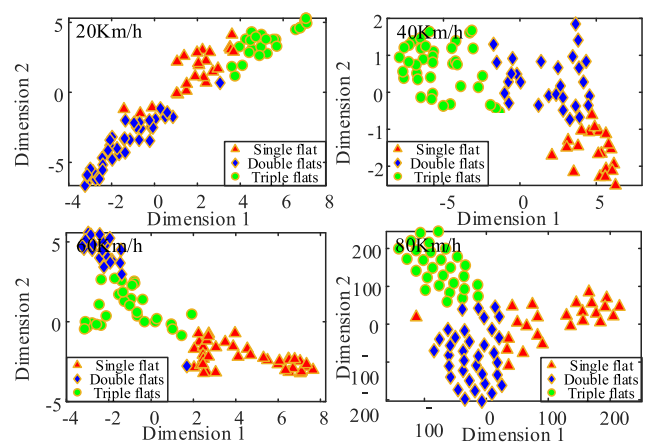 20Km/h
5
0
-5
Dimension 2
Single flat
Double flats
Triple flats
-4 -2 0 2 4 6 8
Dimension 1
40Km/h
2
1
0
-1
-2
Dimension 2
Single flat
Double flats
Triple flats
-5 0 5
Dimension 1
60Km/h
5
0
-5
Dimension 2
Single flat
Double flats
Triple flats
-4 -2 0 2 4 6 8
Dimension 1
80Km/h
200
100
0
-
100
-
200
Dimension 2
Single flat
Double flats
Triple flats
-
100
0 100 200
Dimension 1